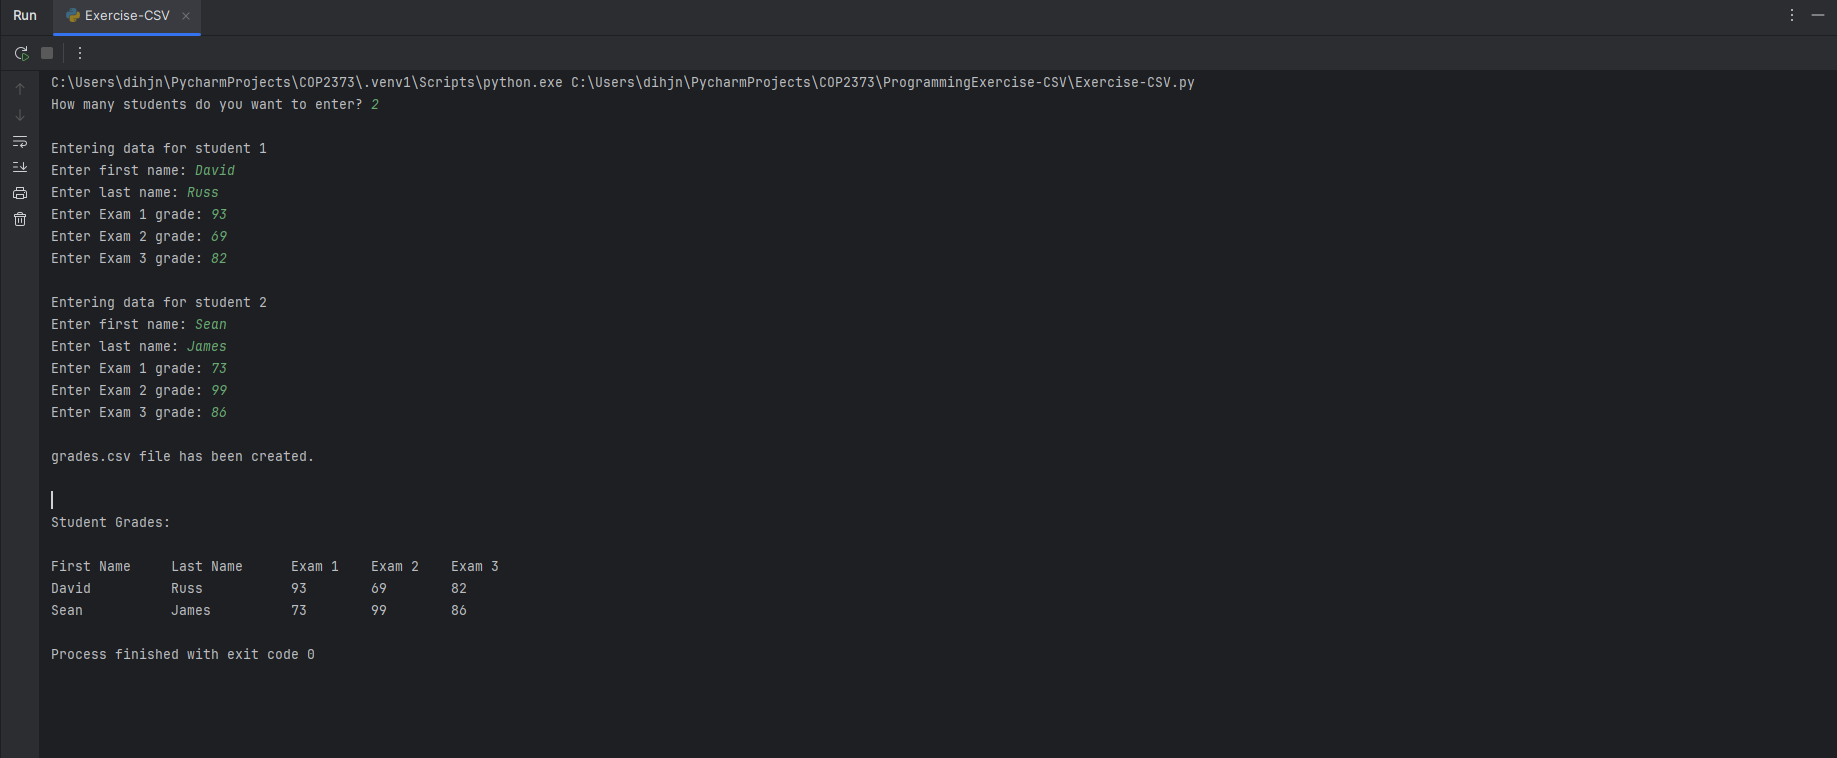 Run Exercise-CSV
C:\Users\dihjn\PycharmProjects\COP2373\.venv1\Scripts\python.exe C:\Users\dihjn\PycharmProjects\COP2373\ProgrammingExercise-CSV\Exercise-CSV.py
How many students do you want to enter? 2
Entering data for student 1
Enter first name: David
Enter last name: Russ
Enter Exam 1 grade: 93
Enter Exam 2 grade: 69
Enter Exam 3 grade: 82
Entering data for student 2
Enter first name: Sean
Enter last name: James
Enter Exam 1 grade: 73
Enter Exam 2 grade: 99
Enter Exam 3 grade: 86
grades.csv file has been created.
Student Grades:
First Name Last Name Exam 1 Exam 2 Exam 3
David Russ 93 69 82
Sean James 73 99 86
Process finished with exit code 0